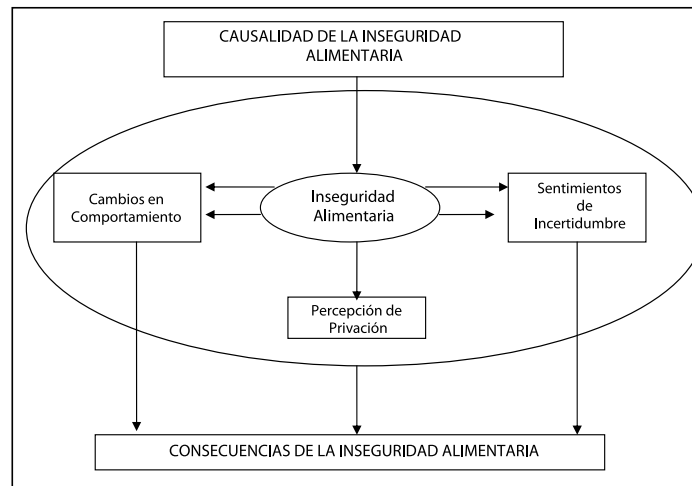 CAUSALIDAD DE LA INSEGURIDAD
ALIMENTARIA
Cambios en
Comportamiento
Inseguridad
Alimentaria
Sentimientos
de
Incertidumbre
Percepción de
Privación
CONSECUENCIAS DE LA INSEGURIDAD ALIMENTARIA